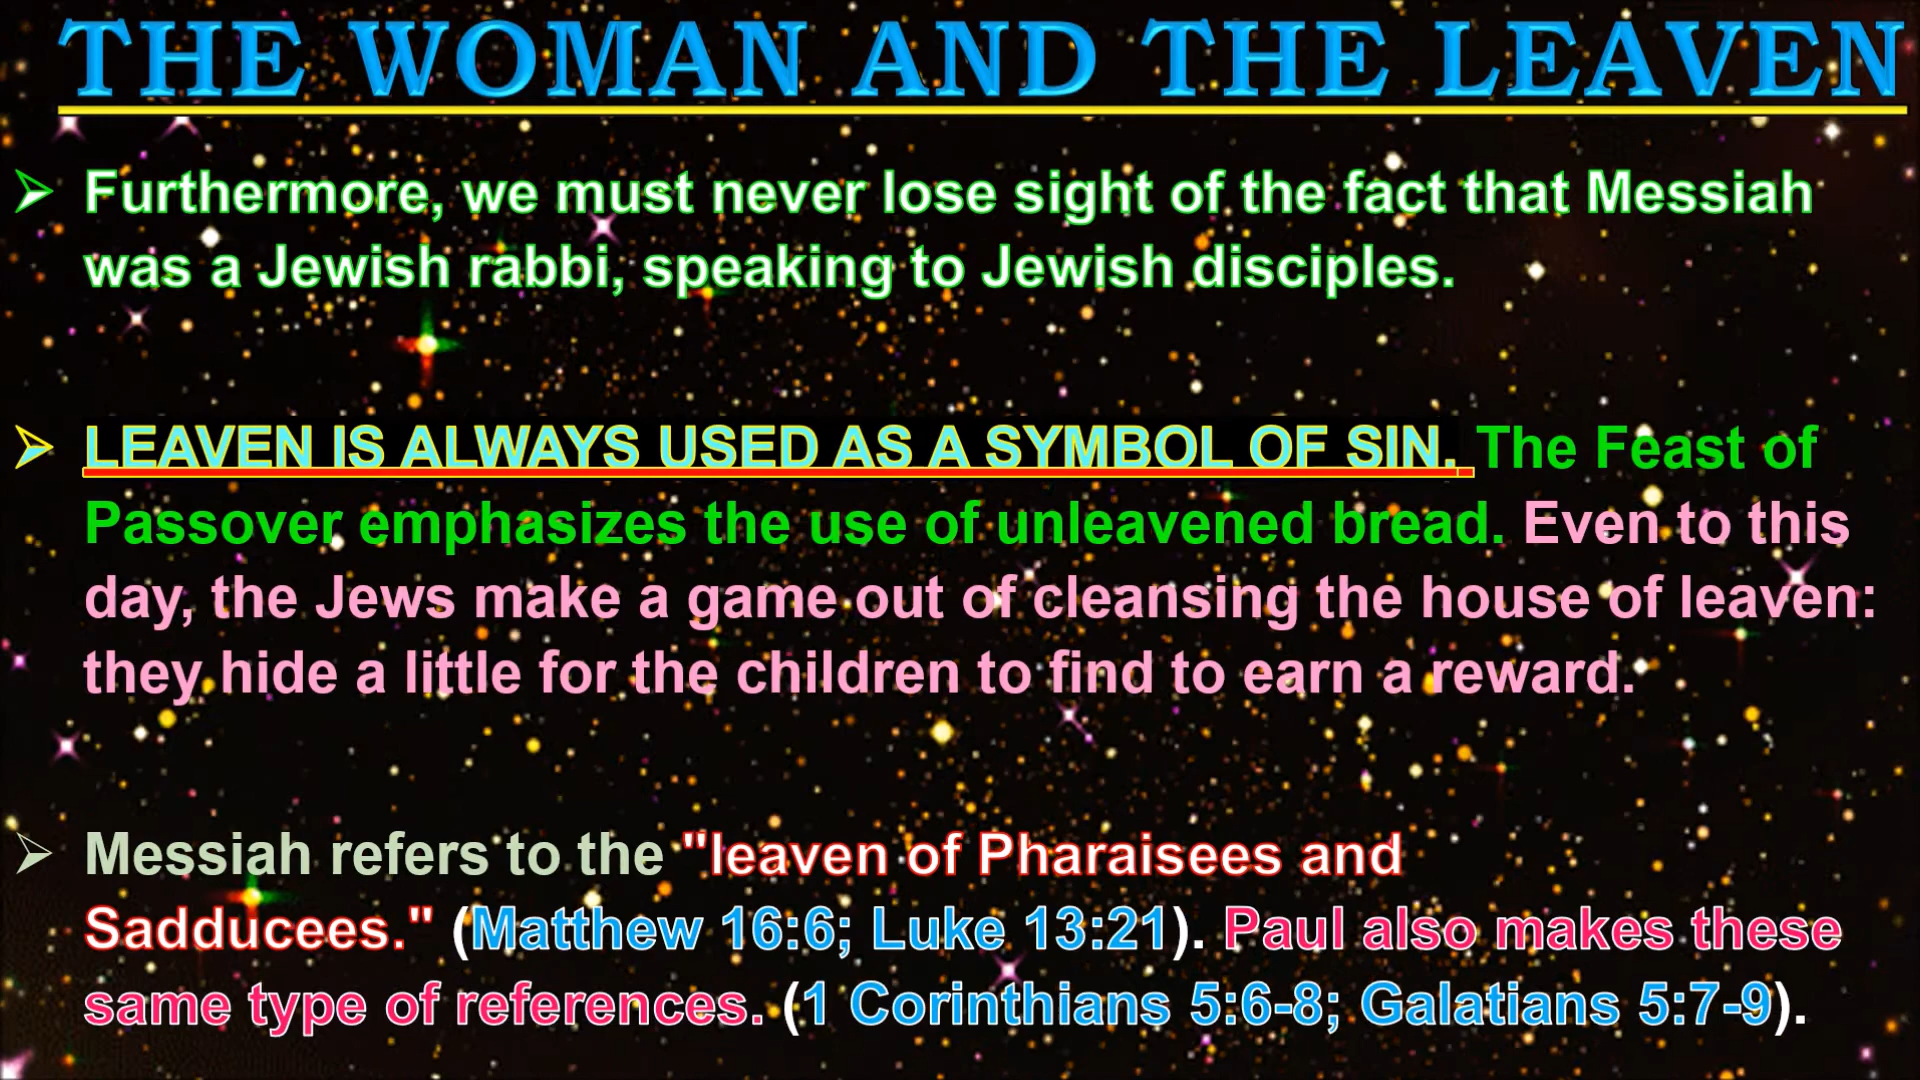 THE WOMAN AND THE LEAVEN
Furthermore, we must never lose sight of the fact that Messiah
was a Jewish rabbi, speaking to Jewish disciples.
LEAVEN IS ALWAYS USED AS A SYMBOL OF SIN. The Feast of
Passover emphasizes the use of unleavened bread. Even to this
day, the Jews make a game out of cleansing the house of leaven:
they hide a little for the children to find to earn a reward.
Messiah refers to the "leaven of Pharaisees and
Sadducees." (Matthew 16:6; Luke 13:21). Paul also makes these
same type of references. (1 Corinthians 5:6-8; Galatians 5:7-9).